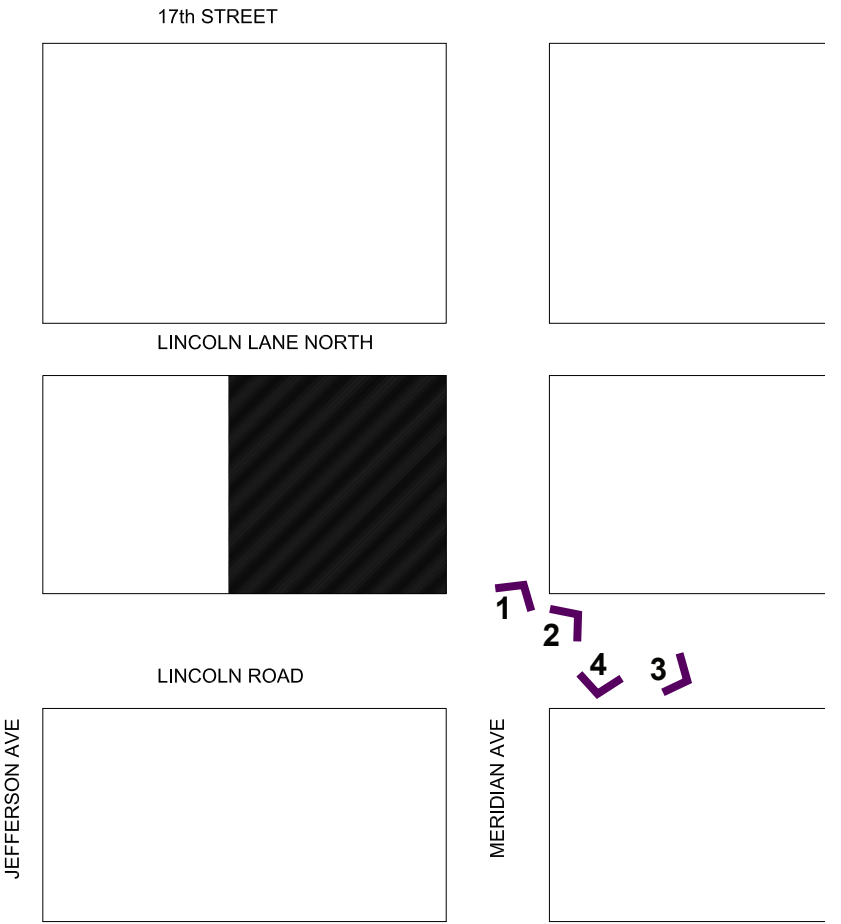 17th STREET
LINCOLN LANE NORTH
1
2
4
3
LINCOLN ROAD
JEFFERSON AVE
MERIDIAN AVE